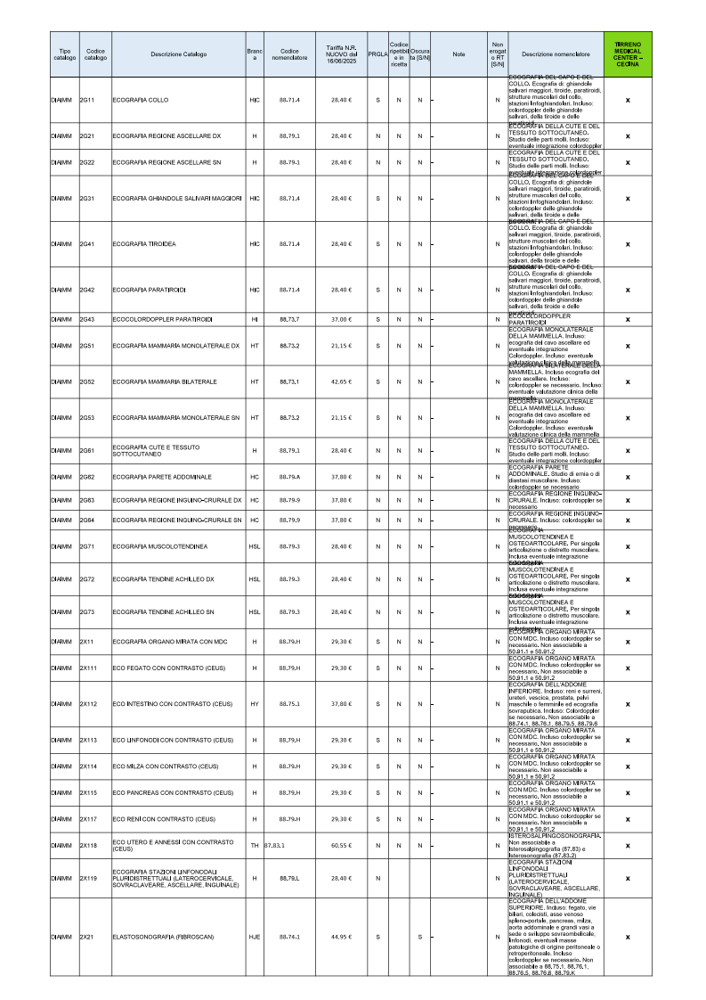 Tipo catalogo Codice catalogo Descrizione Catalogo Branca Codice nomenclatore Tariffa N.R. NUOVO dal 16/06/2025 PRGLA Codice ripetibile in ricetta Oscurata [S/N] Note Non erogato RT [S/N] Descrizione nomenclatore TIRRENO MEDICAL CENTER – CECINA
DIAIMM 2G11 ECOGRAFIA COLLO HIC 88.71.4 28,40 € S N N – N ECOGRAFIA DEL CAPO E DEL COLLO. Ecografia di: ghiandole salivari maggiori, tiroide, paratiroidi, strutture muscolari del collo, stazioni linfoghiandolari. Incluso: colordoppler delle ghiandole salivari, della tiroide e delle x
DIAIMM 2G21 ECOGRAFIA REGIONE ASCELLARE DX H 88.79.1 28,40 € N N N – N ECOGRAFIA DELLA CUTE E DEL TESSUTO SOTTOCUTANEO. Studio delle parti molli. Incluso: eventuale integrazione colordoppler x
DIAIMM 2G22 ECOGRAFIA REGIONE ASCELLARE SN H 88.79.1 28,40 € N N N – N ECOGRAFIA DELLA CUTE E DEL TESSUTO SOTTOCUTANEO. Studio delle parti molli. Incluso: eventuale integrazione colordoppler x
DIAIMM 2G31 ECOGRAFIA GHIANDOLE SALIVARI MAGGIORI HIC 88.71.4 28,40 € S N N – N ECOGRAFIA DEL CAPO E DEL COLLO. Ecografia di: ghiandole salivari maggiori, tiroide, paratiroidi, strutture muscolari del collo, stazioni linfoghiandolari. Incluso: colordoppler delle ghiandole salivari, della tiroide e delle x
DIAIMM 2G41 ECOGRAFIA TIROIDEA HIC 88.71.4 28,40 € S N N – N ECOGRAFIA DEL CAPO E DEL COLLO. Ecografia di: ghiandole salivari maggiori, tiroide, paratiroidi, strutture muscolari del collo, stazioni linfoghiandolari. Incluso: colordoppler delle ghiandole salivari, della tiroide e delle x
DIAIMM 2G42 ECOGRAFIA PARATIROIDI HIC 88.71.4 28,40 € S N N – N ECOGRAFIA DEL CAPO E DEL COLLO. Ecografia di: ghiandole salivari maggiori, tiroide, paratiroidi, strutture muscolari del collo, stazioni linfoghiandolari. Incluso: colordoppler delle ghiandole salivari, della tiroide e delle x
DIAIMM 2G43 ECOCOLORDOPPLER PARATIROIDI HI 88.73.7 37,00 € S N N – N ECOCOLORDOPPLER PARATIROIDI x
DIAIMM 2G51 ECOGRAFIA MAMMARIA MONOLATERALE DX HT 88.73.2 21,15 € S N N – N ECOGRAFIA MONOLATERALE DELLA MAMMELLA. Incluso: ecografia del cavo ascellare ed eventuale integrazione Colordoppler. Incluso: eventuale valutazione clinica della mammella x
DIAIMM 2G52 ECOGRAFIA MAMMARIA BILATERALE HT 88.73.1 42,65 € S N N – N ECOGRAFIA BILATERALE DELLA MAMMELLA. Incluso ecografia del cavo ascellare. Incluso: colordoppler se necessario. Incluso: eventuale valutazione clinica della mammella x
DIAIMM 2G53 ECOGRAFIA MAMMARIA MONOLATERALE SN HT 88.73.2 21,15 € S N N – N ECOGRAFIA MONOLATERALE DELLA MAMMELLA. Incluso: ecografia del cavo ascellare ed eventuale integrazione Colordoppler. Incluso: eventuale valutazione clinica della mammella x
DIAIMM 2G61 ECOGRAFIA CUTE E TESSUTO SOTTOCUTANEO H 88.79.1 28,40 € N N N – N ECOGRAFIA DELLA CUTE E DEL TESSUTO SOTTOCUTANEO. Studio delle parti molli. Incluso: eventuale integrazione colordoppler x
DIAIMM 2G62 ECOGRAFIA PARETE ADDOMINALE HC 88.79.A 37,80 € N N N – N ECOGRAFIA PARETE ADDOMINALE. Studio di ernia o di diastasi muscolare. Incluso: colordoppler se necessario x
DIAIMM 2G63 ECOGRAFIA REGIONE INGUINO-CRURALE DX HC 88.79.9 37,80 € N N N – N ECOGRAFIA REGIONE INGUINO-CRURALE. Incluso: colordoppler se necessario x
DIAIMM 2G64 ECOGRAFIA REGIONE INGUINO-CRURALE SN HC 88.79.9 37,80 € N N N – N ECOGRAFIA REGIONE INGUINO-CRURALE. Incluso: colordoppler se necessario x
DIAIMM 2G71 ECOGRAFIA MUSCOLOTENDINEA HSL 88.79.3 28,40 € N N N – N ECOGRAFIA MUSCOLOTENDINEA E OSTEOARTICOLARE. Per singola articolazione o distretto muscolare. Inclusa eventuale integrazione x
DIAIMM 2G72 ECOGRAFIA TENDINE ACHILLEO DX HSL 88.79.3 28,40 € N N N – N ECOGRAFIA MUSCOLOTENDINEA E OSTEOARTICOLARE. Per singola articolazione o distretto muscolare. Inclusa eventuale integrazione x
DIAIMM 2G73 ECOGRAFIA TENDINE ACHILLEO SN HSL 88.79.3 28,40 € N N N – N ECOGRAFIA MUSCOLOTENDINEA E OSTEOARTICOLARE. Per singola articolazione o distretto muscolare. Inclusa eventuale integrazione x
DIAIMM 2X11 ECOGRAFIA ORGANO MIRATA CON MDC H 88.79.H 29,30 € S N N – N ECOGRAFIA ORGANO MIRATA CON MDC. Incluso colordoppler se necessario. Non associabile a 50.91.1 e 50.91.2 x
DIAIMM 2X111 ECO FEGATO CON CONTRASTO (CEUS) H 88.79.H 29,30 € S N N – N ECOGRAFIA ORGANO MIRATA CON MDC. Incluso colordoppler se necessario. Non associabile a 50.91.1 e 50.91.2 x
DIAIMM 2X112 ECO INTESTINO CON CONTRASTO (CEUS) HY 88.75.1 37,80 € S N N – N ECOGRAFIA DELL'ADDOME INFERIORE. Incluso: reni e surreni, ureteri, vescica, prostata, pelvi maschile o femminile ed ecografia sovrapubica. Incluso: Colordoppler se necessario. Non associabile a 88.74.1, 88.76.1, 88.79.5, 88.79.6 x
DIAIMM 2X113 ECO LINFONODI CON CONTRASTO (CEUS) H 88.79.H 29,30 € S N N – N ECOGRAFIA ORGANO MIRATA CON MDC. Incluso colordoppler se necessario. Non associabile a 50.91.1 e 50.91.2 x
DIAIMM 2X114 ECO MILZA CON CONTRASTO (CEUS) H 88.79.H 29,30 € S N N – N ECOGRAFIA ORGANO MIRATA CON MDC. Incluso colordoppler se necessario. Non associabile a 50.91.1 e 50.91.2 x
DIAIMM 2X115 ECO PANCREAS CON CONTRASTO (CEUS) H 88.79.H 29,30 € S N N – N ECOGRAFIA ORGANO MIRATA CON MDC. Incluso colordoppler se necessario. Non associabile a 50.91.1 e 50.91.2 x
DIAIMM 2X117 ECO RENI CON CONTRASTO (CEUS) H 88.79.H 29,30 € S N N – N ECOGRAFIA ORGANO MIRATA CON MDC. Incluso colordoppler se necessario. Non associabile a 50.91.1 e 50.91.2 x
DIAIMM 2X118 ECO UTERO E ANNESSI CON CONTRASTO (CEUS) TH 87.83.1 60,55 € N N N – N ISTEROSALPINGOSONOGRAFIA. Non associabile a Isterosalpingografia (87.83) e Isterosonografia (87.83.2) x
DIAIMM 2X119 ECOGRAFIA STAZIONI LINFONODALI PLURIDISTRETTUALI (LATEROCERVICALE, SOVRACLAVEARE, ASCELLARE, INGUINALE) H 88.79.L 28,40 € N N ECOGRAFIA STAZIONI LINFONODALI PLURIDISTRETTUALI (LATEROCERVICALE, SOVRACLAVEARE, ASCELLARE, INGUINALE) x
DIAIMM 2X21 ELASTOSONOGRAFIA (FIBROSCAN) HJE 88.74.1 44,95 € S S – N ECOGRAFIA DELL'ADDOME SUPERIORE. Incluso: fegato, vie biliari, colecisti, asse venoso spleno-portale, pancreas, milza, aorta addominale e grandi vasi a sede o sviluppo sovraombelicale, linfonodi, eventuali masse patologiche di origine peritoneale o retroperitoneale. Incluso colordoppler se necessario. Non associabile a 88.75.1, 88.76.1, 88.76.5, 88.76.6, 88.79.K x